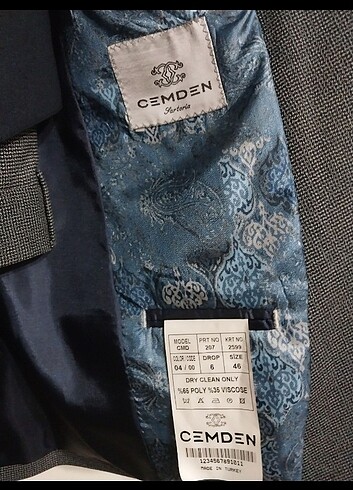 CEMDEN
Sartoria
MODEL PRT NO KRT NO
CMD 207 2599
COLOR/CODE DROP SIZE
04 / 00 6 46
DRY CLEAN ONLY
%65 POLY %35 VISCOSE
CEMDEN
1234567891011
MADE IN TURKEY